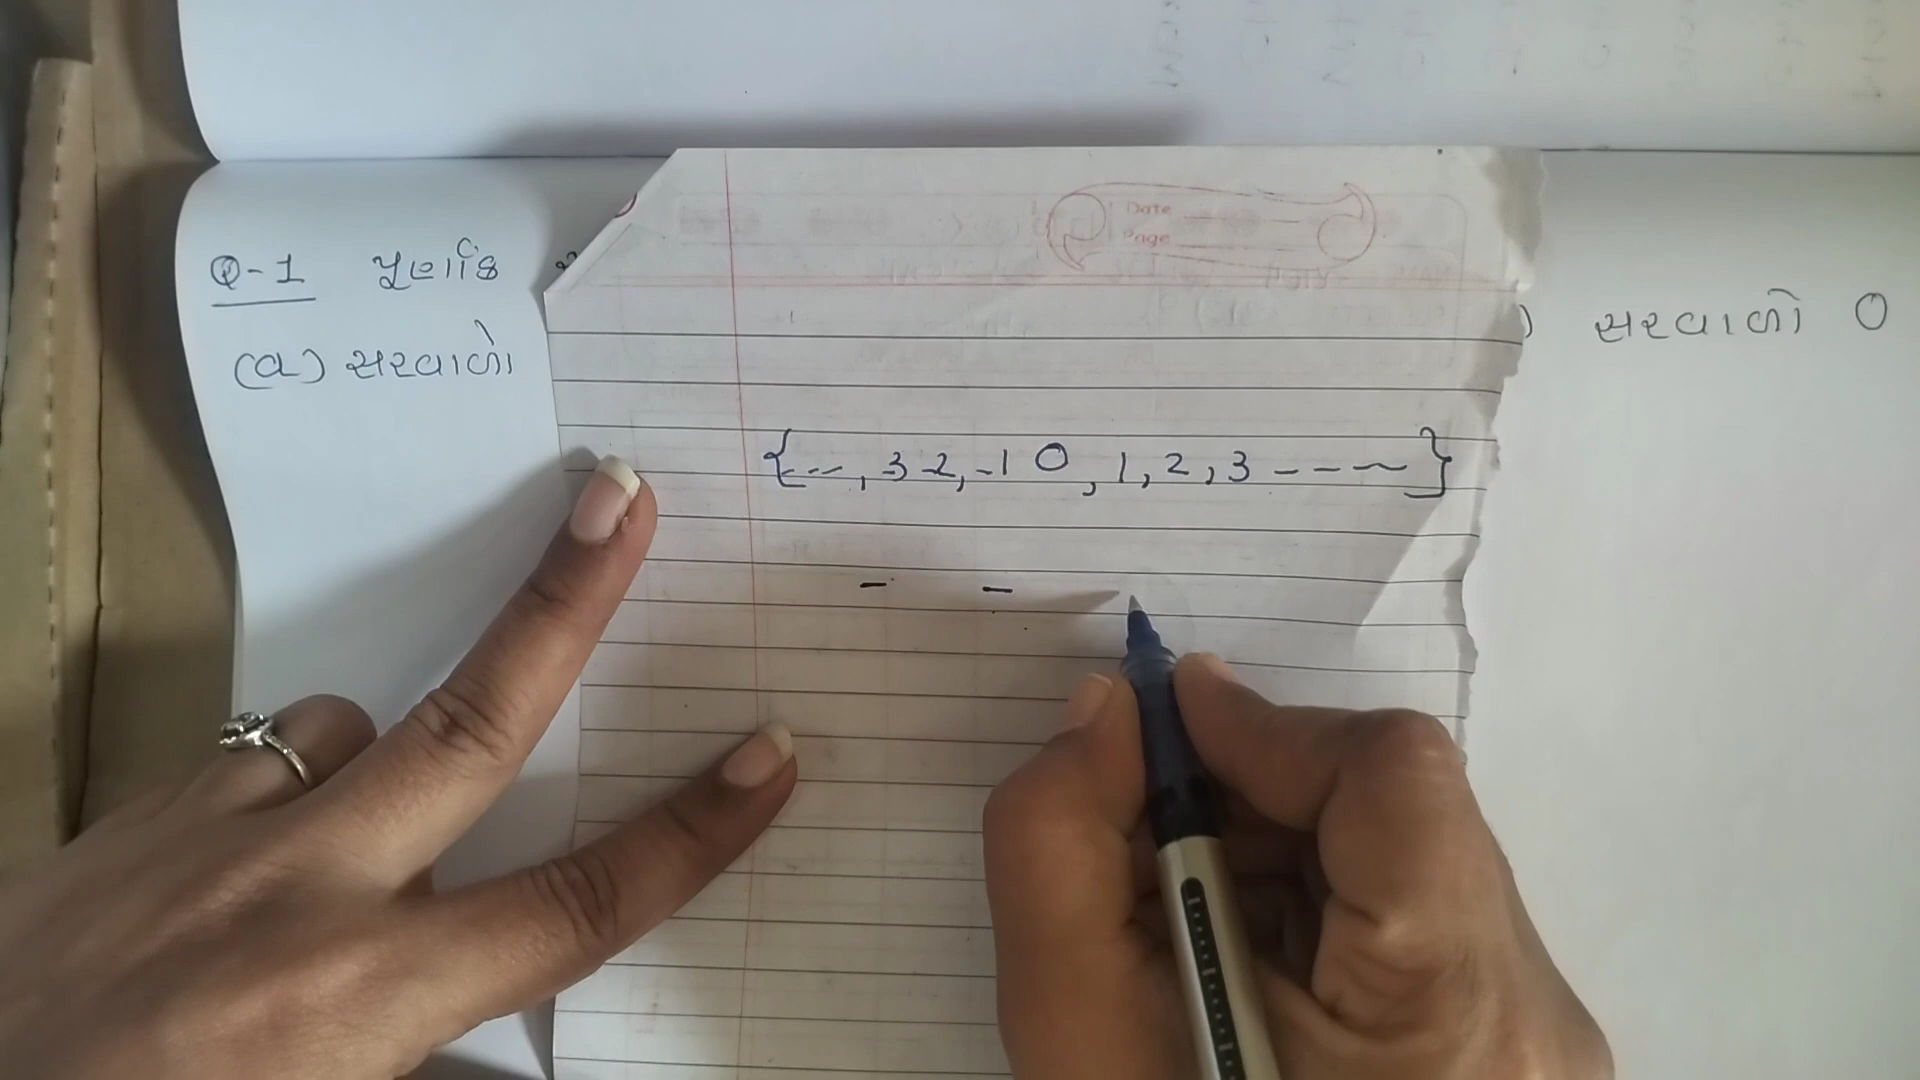 Q-1 પૂર્ણાંક
(a) સરવાળો
Date
Page
) સરવાળો 0
{---, 3 -2, -1 0, 1, 2, 3 ----}
- -